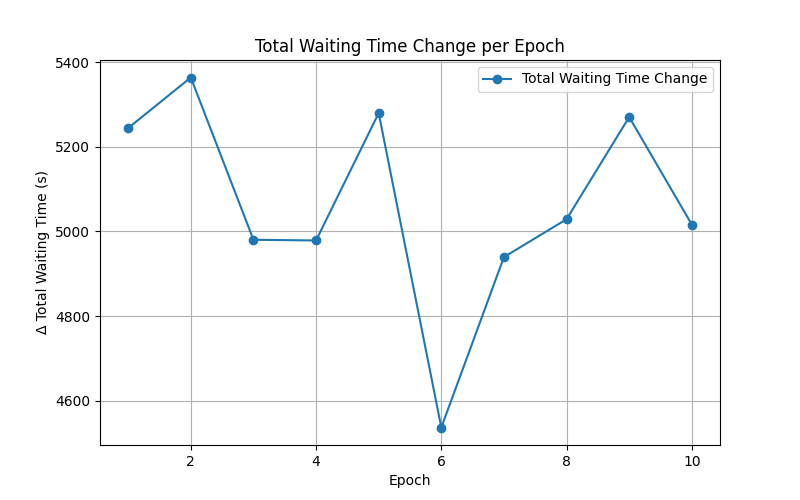 Total Waiting Time Change per Epoch
Total Waiting Time Change
Δ Total Waiting Time (s)
5400
5200
5000
4800
4600
2 4 6 8 10
Epoch